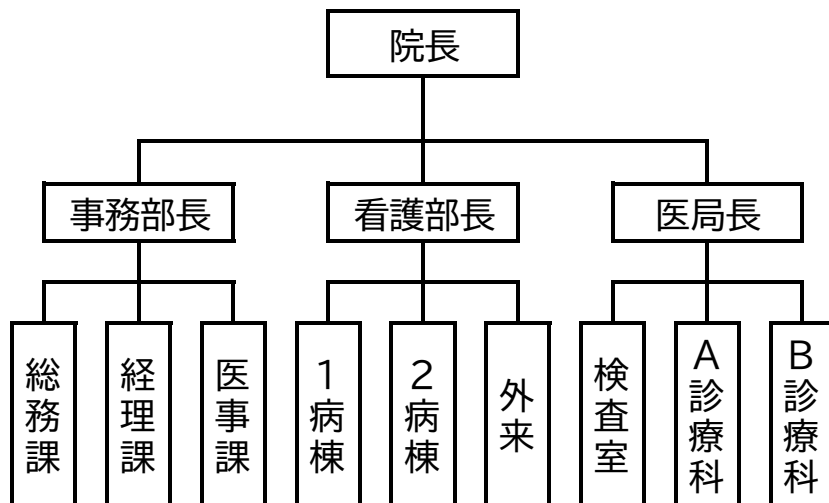 院長
事務部長
看護部長
医局長
総務課
経理課
医事課
1病棟
2病棟
外来
検査室
A診療科
B診療科